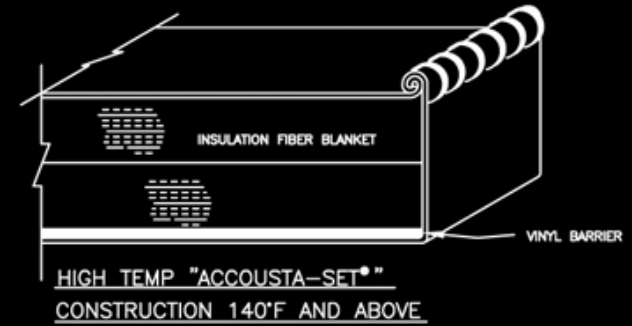 INSULATION FIBER BLANKET
VINYL BARRIER
HIGH TEMP "ACCOUSTA-SET®"
CONSTRUCTION 140°F AND ABOVE